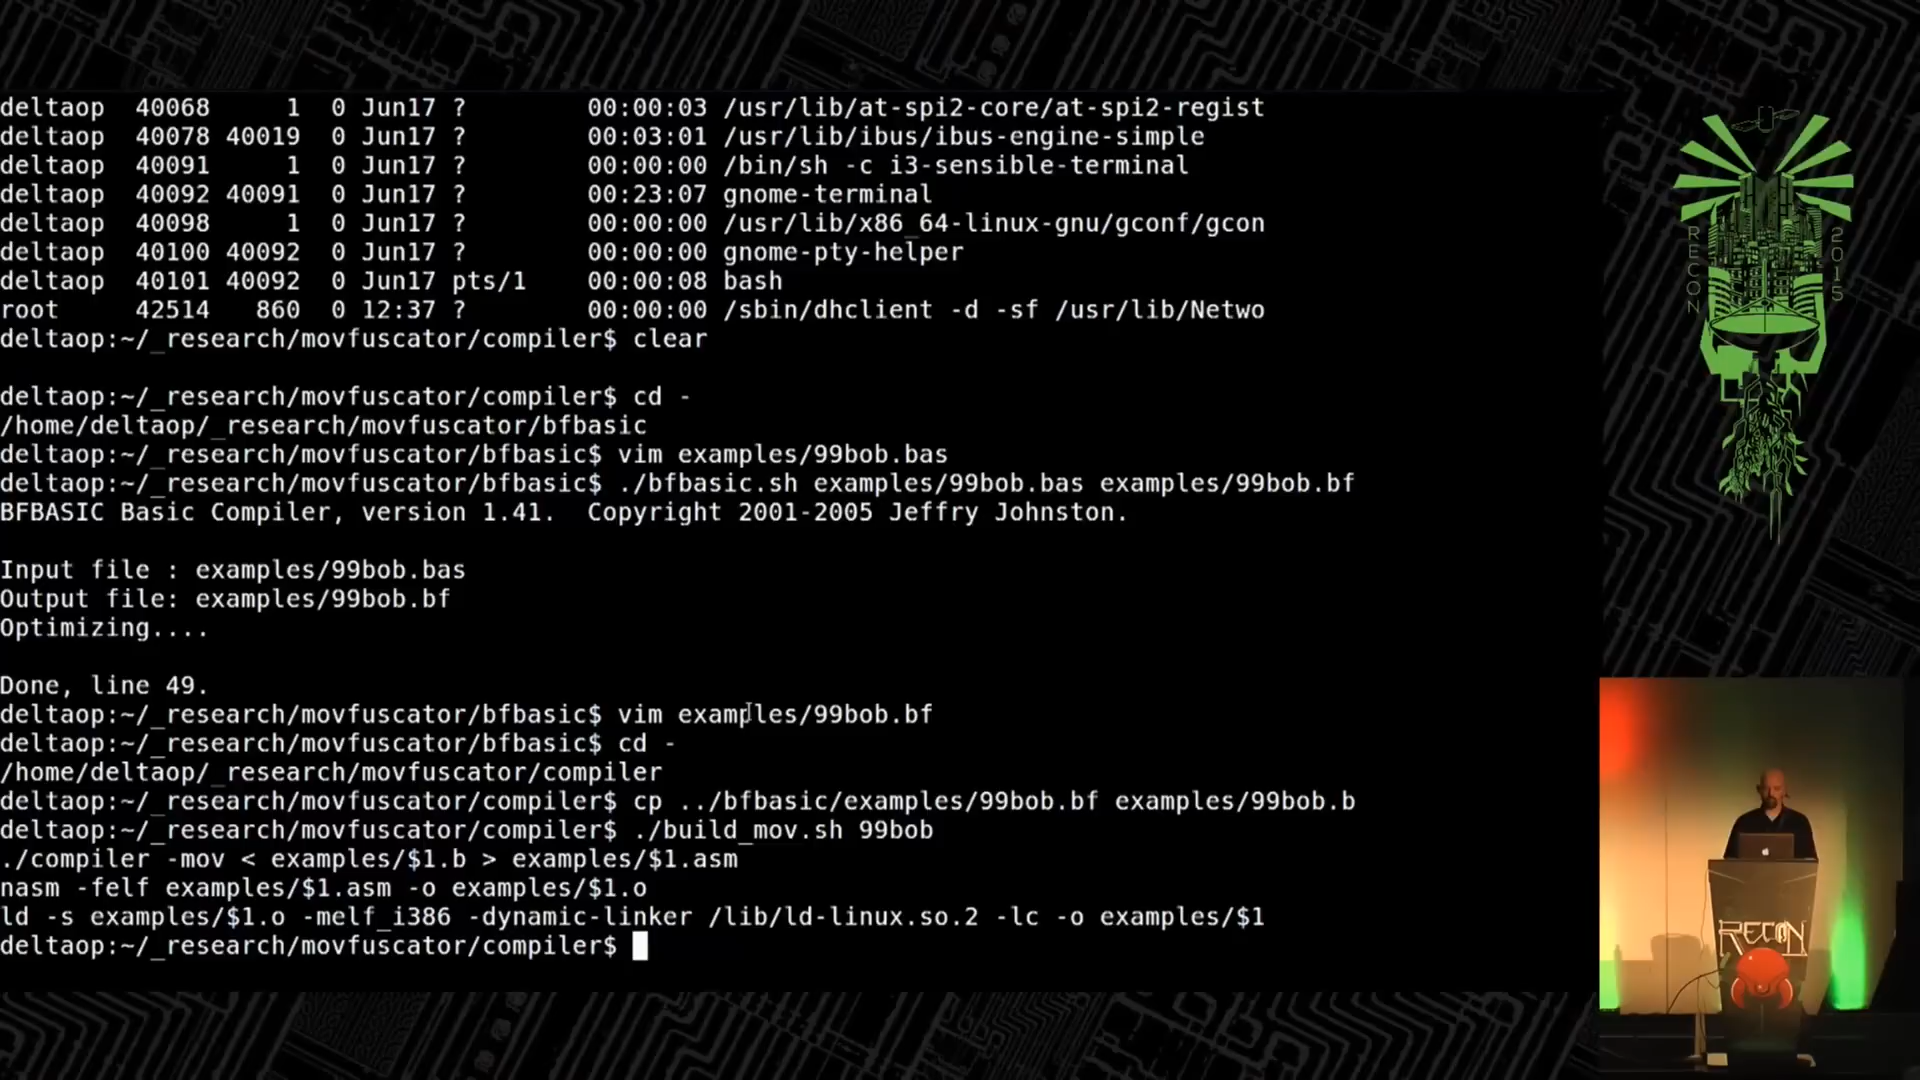 deltaop  40068     1  0 Jun17 ?        00:00:03 /usr/lib/at-spi2-core/at-spi2-regist
deltaop  40078 40019  0 Jun17 ?        00:03:01 /usr/lib/ibus/ibus-engine-simple
deltaop  40091     1  0 Jun17 ?        00:00:00 /bin/sh -c i3-sensible-terminal
deltaop  40092 40091  0 Jun17 ?        00:23:07 gnome-terminal
deltaop  40098     1  0 Jun17 ?        00:00:00 /usr/lib/x86_64-linux-gnu/gconf/gcon
deltaop  40100 40092  0 Jun17 ?        00:00:00 gnome-pty-helper
deltaop  40101 40092  0 Jun17 pts/1    00:00:08 bash
root     42514   860  0 12:37 ?        00:00:00 /sbin/dhclient -d -sf /usr/lib/Netwo
deltaop:~/_research/movfuscator/compiler$ clear
deltaop:~/_research/movfuscator/compiler$ cd -
/home/deltaop/_research/movfuscator/bfbasic
deltaop:~/_research/movfuscator/bfbasic$ vim examples/99bob.bas
deltaop:~/_research/movfuscator/bfbasic$ ./bfbasic.sh examples/99bob.bas examples/99bob.bf
BFBASIC Basic Compiler, version 1.41.  Copyright 2001-2005 Jeffry Johnston.
Input file : examples/99bob.bas
Output file: examples/99bob.bf
Optimizing....
Done, line 49.
deltaop:~/_research/movfuscator/bfbasic$ vim examples/99bob.bf
deltaop:~/_research/movfuscator/bfbasic$ cd -
/home/deltaop/_research/movfuscator/compiler
deltaop:~/_research/movfuscator/compiler$ cp ../bfbasic/examples/99bob.bf examples/99bob.b
deltaop:~/_research/movfuscator/compiler$ ./build_mov.sh 99bob
./compiler -mov < examples/$1.b > examples/$1.asm
nasm -felf examples/$1.asm -o examples/$1.o
ld -s examples/$1.o -melf_i386 -dynamic-linker /lib/ld-linux.so.2 -lc -o examples/$1
deltaop:~/_research/movfuscator/compiler$
RECON
2015
RECON